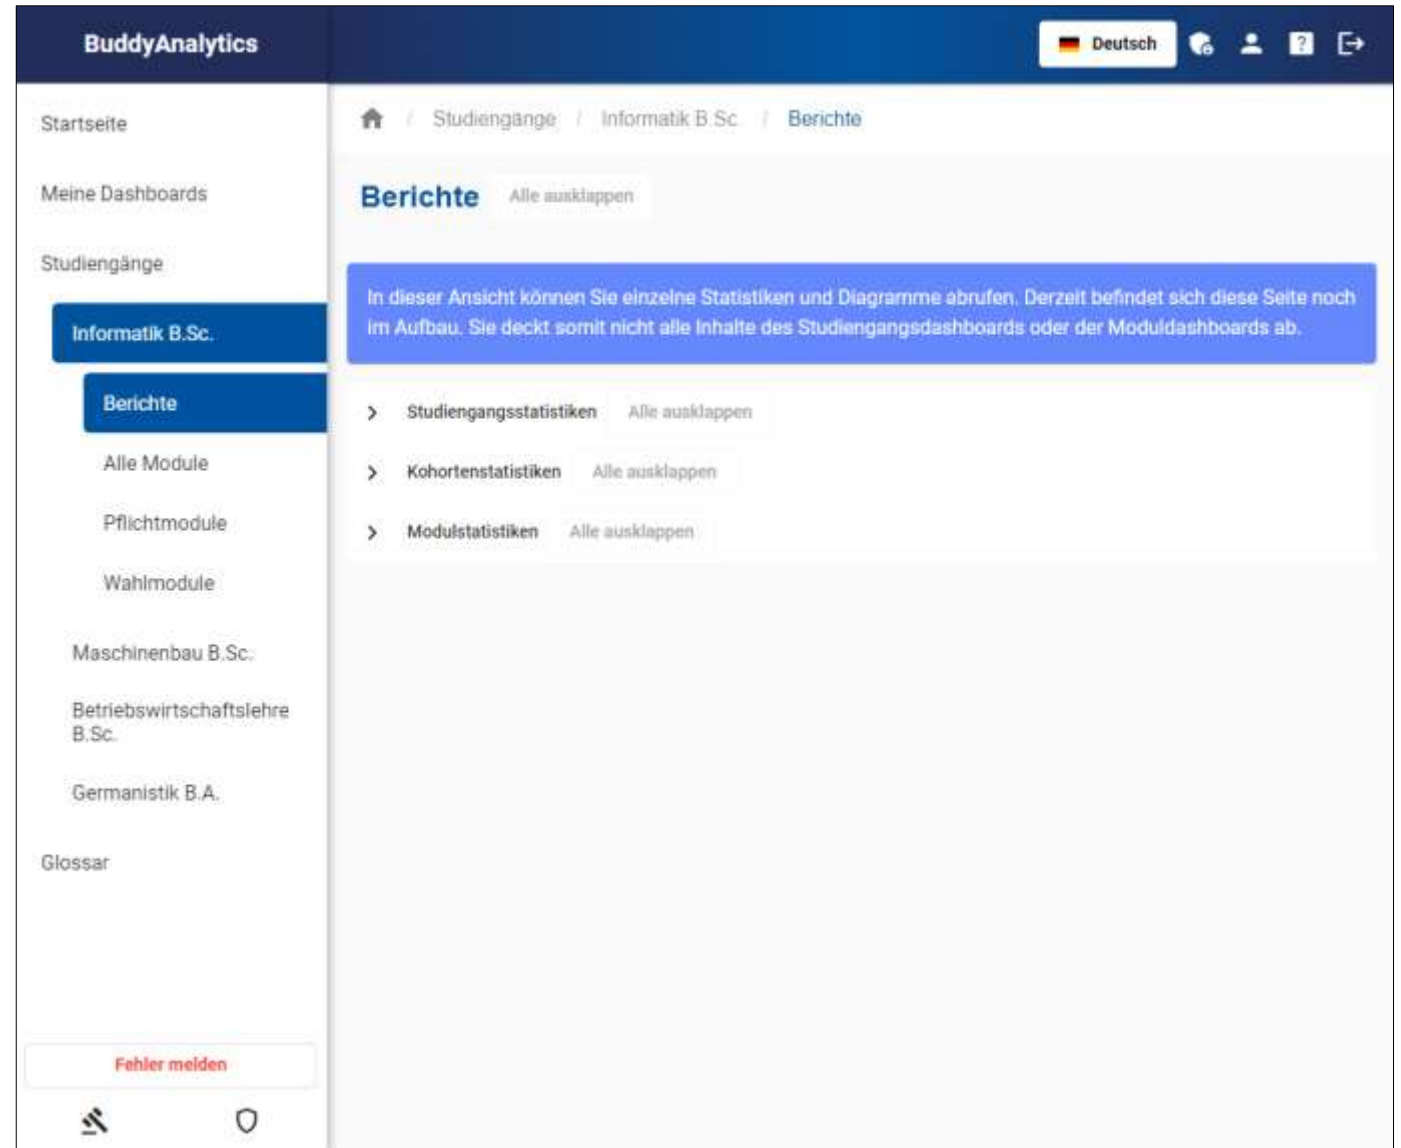 BuddyAnalytics
Deutsch
?
Startseite
Meine Dashboards
Studiengänge
Informatik B.Sc.
Berichte
Alle Module
Pflichtmodule
Wahlmodule
Maschinenbau B.Sc.
Betriebswirtschaftslehre
B.Sc.
Germanistik B.A.
Glossar
Fehler melden
/ Studiengänge / Informatik B.Sc. / Berichte
Berichte Alle ausklappen
In dieser Ansicht können Sie einzelne Statistiken und Diagramme abrufen. Derzeit befindet sich diese Seite noch
im Aufbau. Sie deckt somit nicht alle Inhalte des Studiengangsdashboards oder der Moduldashboards ab.
Studiengangsstatistiken Alle ausklappen
Kohortenstatistiken Alle ausklappen
Modulstatistiken Alle ausklappen